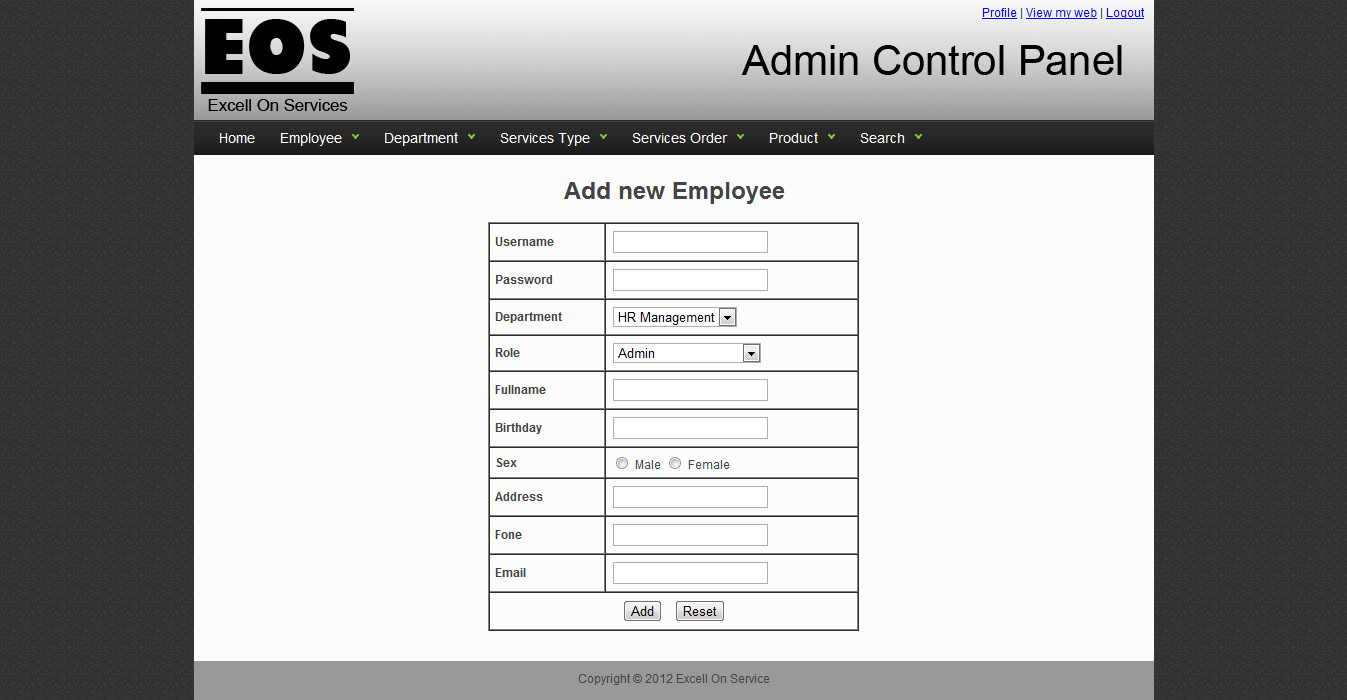 EOS
Excell On Services
Profile | View my web | Logout
Admin Control Panel
Home Employee Department Services Type Services Order Product Search
Add new Employee
Username
Password
Department HR Management
Role Admin
Fullname
Birthday
Sex Male Female
Address
Fone
Email
Add Reset
Copyright © 2012 Excell On Service